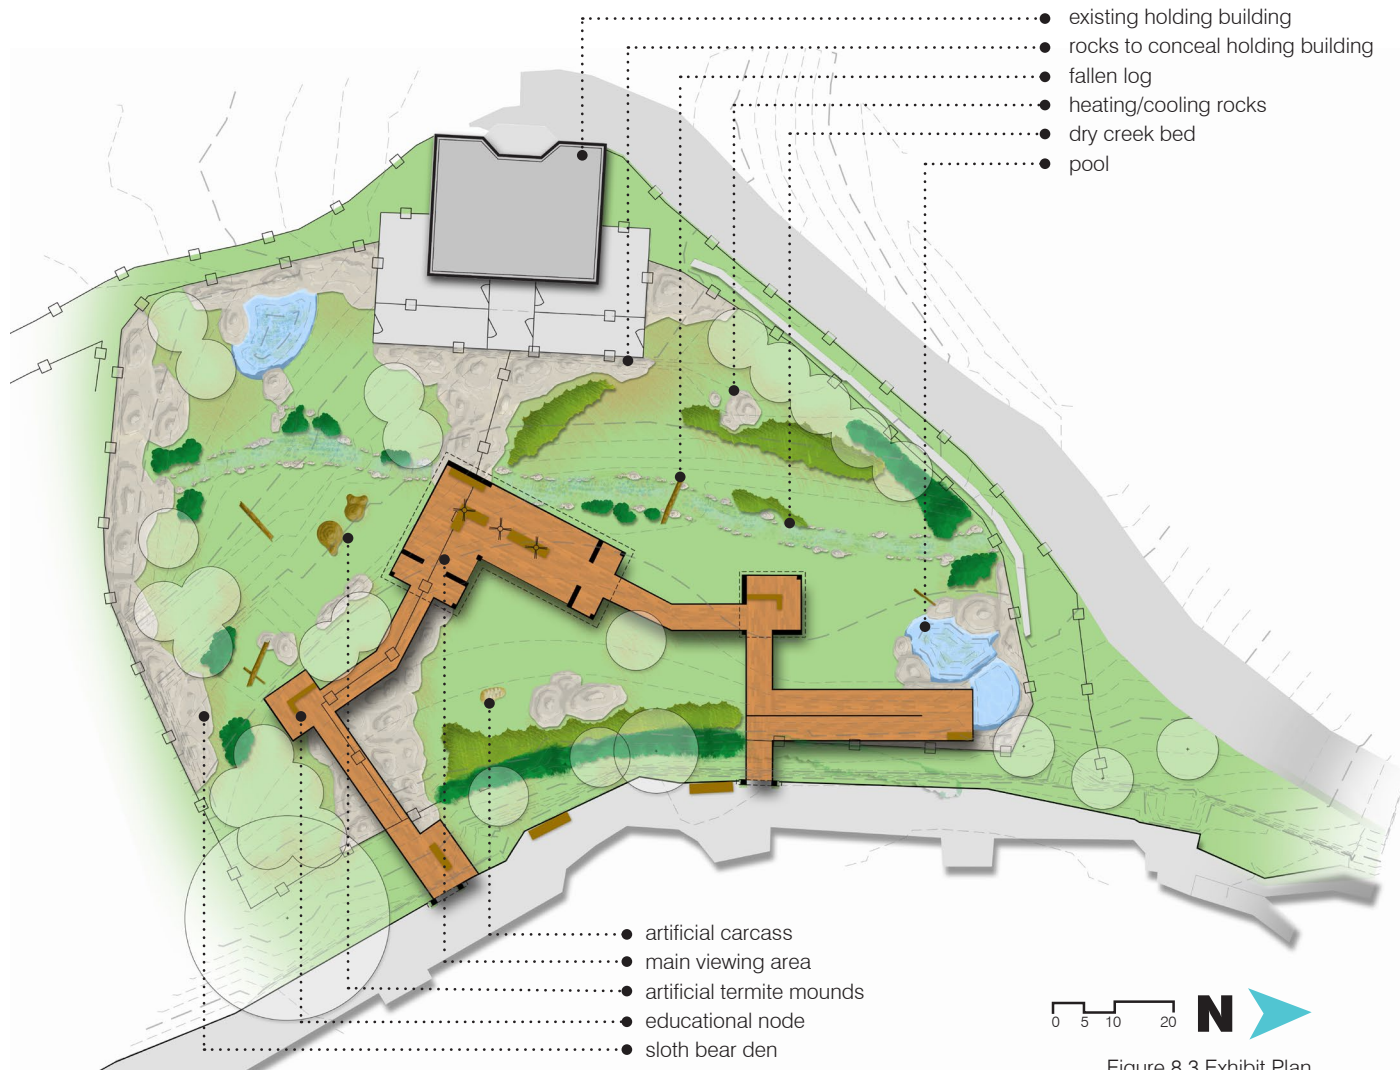 existing holding building
rocks to conceal holding building
fallen log
heating/cooling rocks
dry creek bed
pool
artificial carcass
main viewing area
artificial termite mounds
educational node
sloth bear den
0 5 10 20 N
Figure 8.3 Exhibit Plan